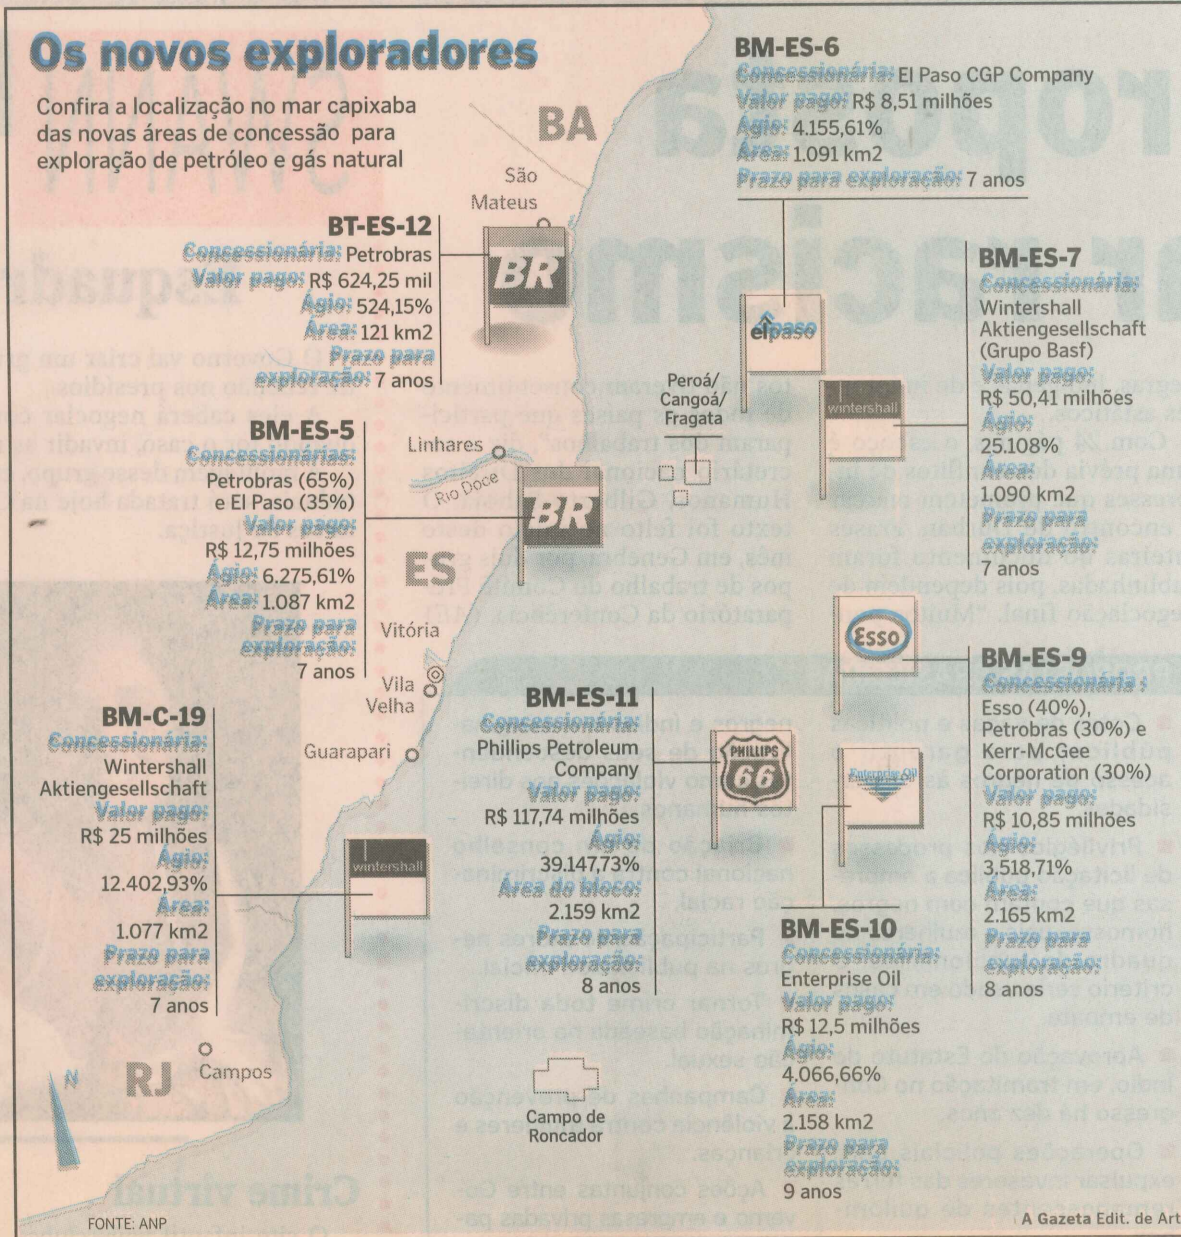 Os novos exploradores
Confira a localização no mar capixaba
das novas áreas de concessão para
exploração de petróleo e gás natural
BM-ES-6
Concessionária: El Paso CGP Company
Valor pago: R$ 8,51 milhões
Ágio: 4.155,61%
Área: 1.091 km2
Prazo para exploração: 7 anos
BA
São
Mateus
BT-ES-12
Concessionária: Petrobras
Valor pago: R$ 624,25 mil
Ágio: 524,15%
Área: 121 km2
Prazo para
exploração: 7 anos
BR
elpaso
BM-ES-7
Concessionária:
Wintershall
Aktiengesellschaft
(Grupo Basf)
Valor pago:
R$ 50,41 milhões
Ágio:
25.108%
Área:
1.090 km2
Prazo para
exploração:
7 anos
wintershall
Peroá/
Cangoá/
Fragata
BM-ES-5
Concessionárias:
Petrobras (65%)
e El Paso (35%)
Valor pago:
R$ 12,75 milhões
Ágio: 6.275,61%
Área: 1.087 km2
Prazo para
exploração:
7 anos
Linhares
Rio Doce
BR
ES
Vitória
Vila
Velha
Guarapari
Esso
BM-ES-9
Concessionária :
Esso (40%),
Petrobras (30%) e
Kerr-McGee
Corporation (30%)
Valor pago:
R$ 10,85 milhões
Ágio:
3,518,71%
Área:
2.165 km2
Prazo para
exploração:
8 anos
BM-ES-11
Concessionária:
Phillips Petroleum
Company
Valor pago:
R$ 117,74 milhões
Ágio:
39.147,73%
Área do bloco:
2.159 km2
Prazo para
exploração:
8 anos
PHILLIPS
66
Enterprise Oil
BM-C-19
Concessionária:
Wintershall
Aktiengesellschaft
Valor pago:
R$ 25 milhões
Ágio:
12.402,93%
Área:
1.077 km2
Prazo para
exploração:
7 anos
wintershall
BM-ES-10
Concessionária:
Enterprise Oil
Valor pago:
R$ 12,5 milhões
Ágio:
4.066,66%
Área:
2.158 km2
Prazo para
exploração:
9 anos
Campos
RJ
N
Campo de
Roncador
FONTE: ANP
A Gazeta Edit. de Art